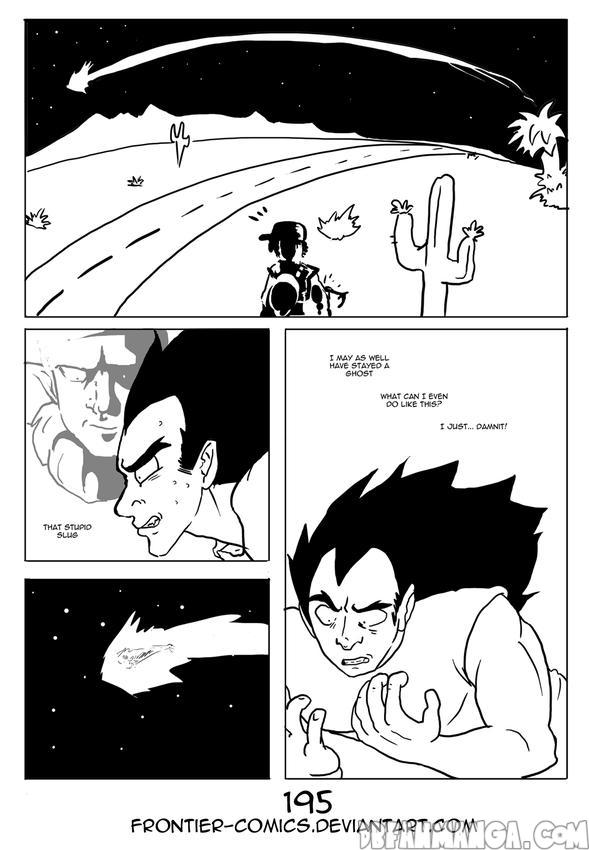 THAT STUPID
SLUG
I MAY AS WELL
HAVE STAYED A
GHOST
WHAT CAN I EVEN
DO LIKE THIS?
I JUST... DAMNIT!
195
FRONTIER-COMICS.DEVIANTART.COM
DBFANMANGA.COM